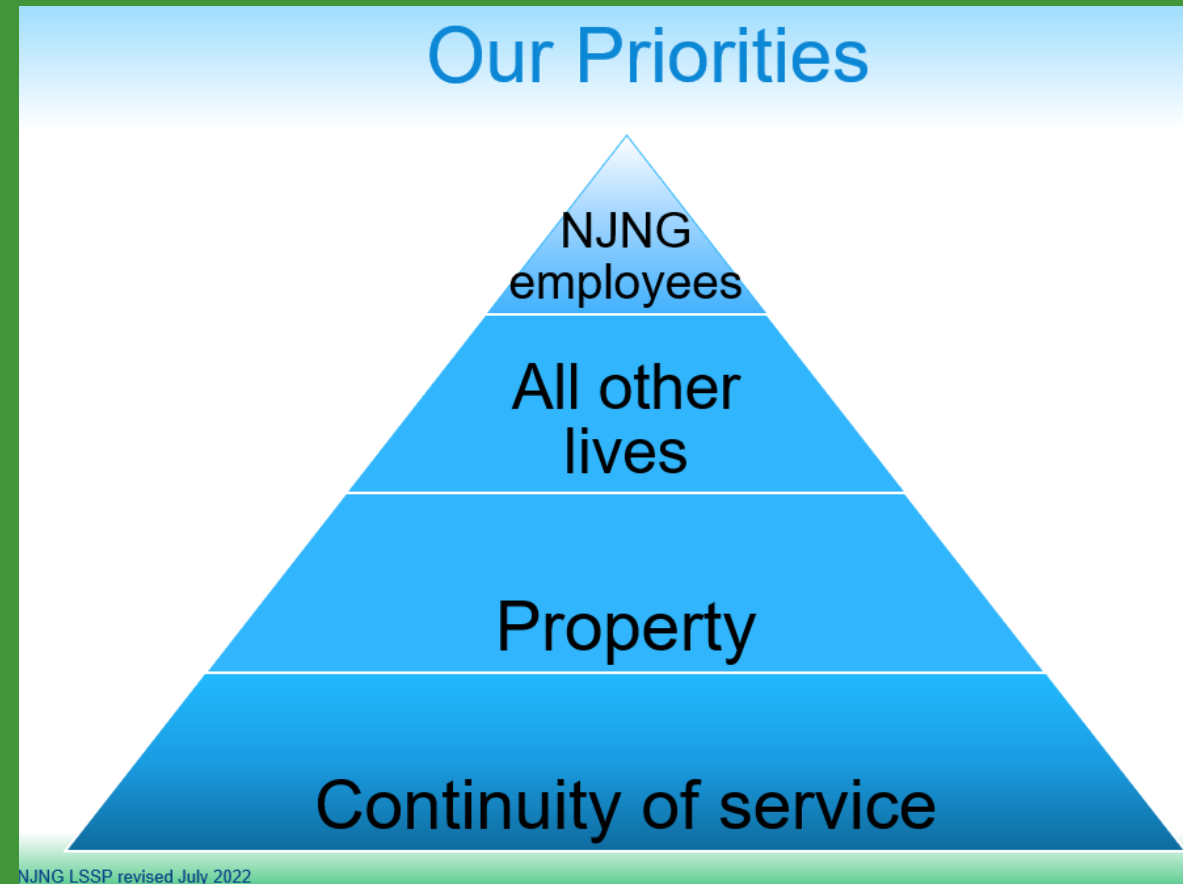 Our Priorities
NJNG
employees
All other
lives
Property
Continuity of service
NJNG LSSP revised July 2022